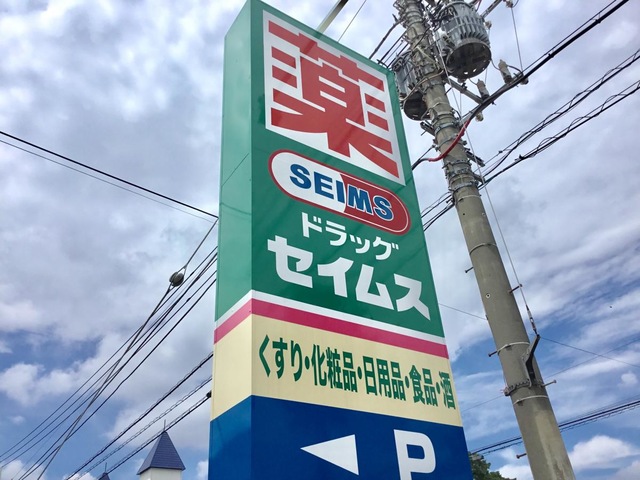 薬
SEIMS
ドラッグ
セイムス
くすり・化粧品・日用品・食品・酒
P